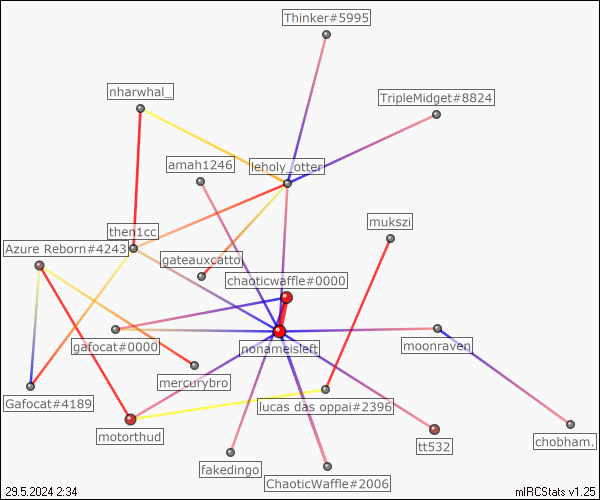 Thinker#5995
nharwhal_
TripleMidget#8824
amah1246
leholy_otter
mukszi
then1cc
Azure Reborn#4243
gateauxcatto
chaoticwaffle#0000
gafocat#0000
nonameisleft
moonraven
mercurybro
Gafocat#4189
lucas das oppai#2396
motorthud
tt532
chobham.
fakedingo
ChaoticWaffle#2006
29.5.2024 2:34
mIRCStats v1.25